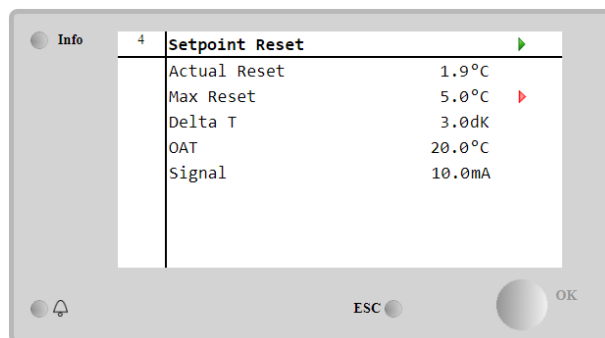 Info
4 Setpoint Reset
Actual Reset 1.9°C
Max Reset 5.0°C
Delta T 3.0dK
OAT 20.0°C
Signal 10.0mA
ESC OK